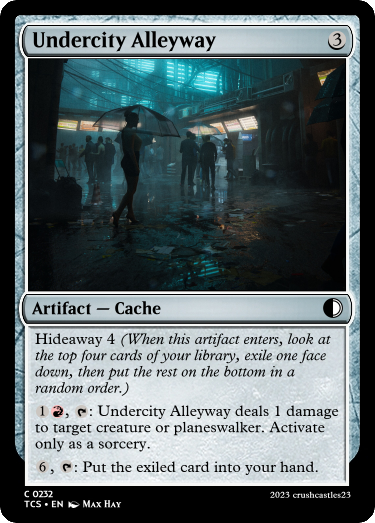 Undercity Alleyway 3
Artifact — Cache
Hideaway 4 (When this artifact enters, look at
the top four cards of your library, exile one face
down, then put the rest on the bottom in a
random order.)
1 , : Undercity Alleyway deals 1 damage
to target creature or planeswalker. Activate
only as a sorcery.
6 , : Put the exiled card into your hand.
C 0232
TCS • EN Max Hay
2023 crushcastles23